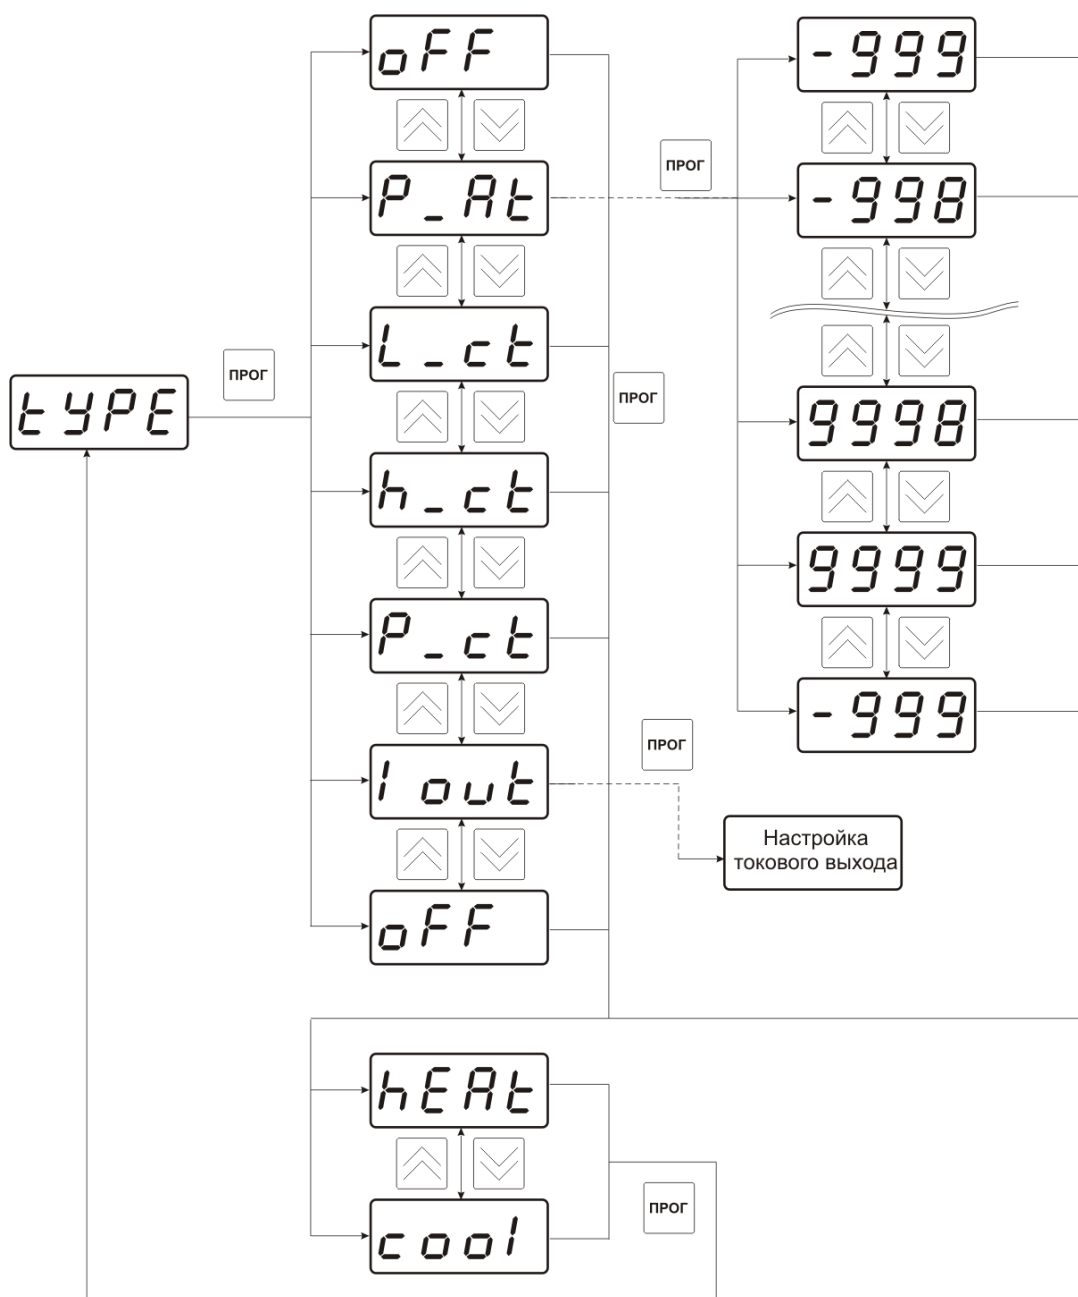 tYPE
ПРОГ
oFF
P_At
L_ct
h_ct
P_ct
I out
oFF
ПРОГ
ПРОГ
-999
-998
9998
9999
-999
ПРОГ
Настройка
токового выхода
hEAt
cool
ПРОГ